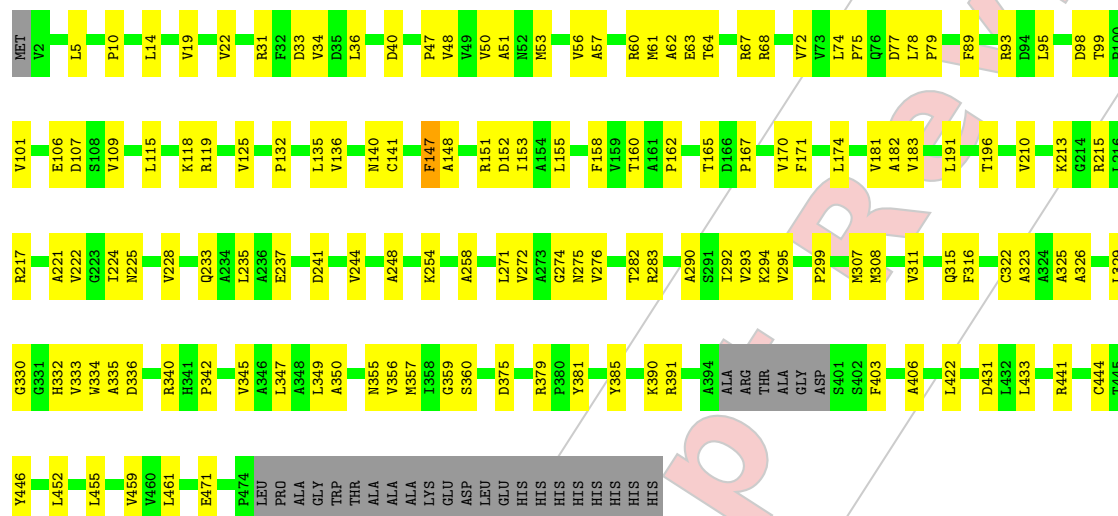 MET V2 L5 P10 L14 V19 V22 R31 F32 D33 V34 D35 L36 D40 P47 V48 V49 V50 A51 N52 M53 V56 A57 R60 M61 A62 E63 T64 R67 R68 V72 V73 L74 P75 Q76 D77 L78 P79 F89 R93 D94 L95 D98 T99 R100
V101 E106 D107 S108 V109 L115 K118 R119 V125 P132 L135 V136 N140 C141 F147 A148 R151 D152 I153 A154 L155 F158 V159 T160 A161 P162 T165 D166 P167 V170 F171 L174 V181 A182 V183 L191 T196 V210 K213 G214 R215 L216
R217 A221 V222 G223 I224 N225 V228 Q233 A234 L235 A236 E237 D241 V244 A248 K254 A258 L271 V272 A273 G274 N275 V276 T282 R283 A290 S291 I292 V293 K294 V295 P299 M307 M308 V311 Q315 F316 C322 A323 A324 A325 A326 L329
G330 G331 H332 V333 W334 A335 D336 R340 H341 P342 V345 A346 L347 A348 L349 A350 N355 V356 M357 I358 G359 S360 D375 R379 P380 Y381 Y385 K390 R391 A394 ALA ARG THR ALA GLY ASP S401 S402 F403 A406 L422 D431 L432 L433 R441 C444 T445
Y446 L452 L455 V459 V460 L461 E471 P474 LEU PRO ALA GLY TRP THR ALA ALA ALA LYS GLU ASP LEU GLU HIS HIS HIS HIS HIS HIS